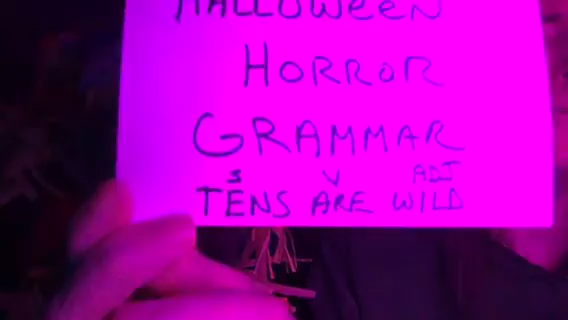 HALLOWEEN
HORROR
GRAMMAR
S V ADJ
TENS ARE WILD